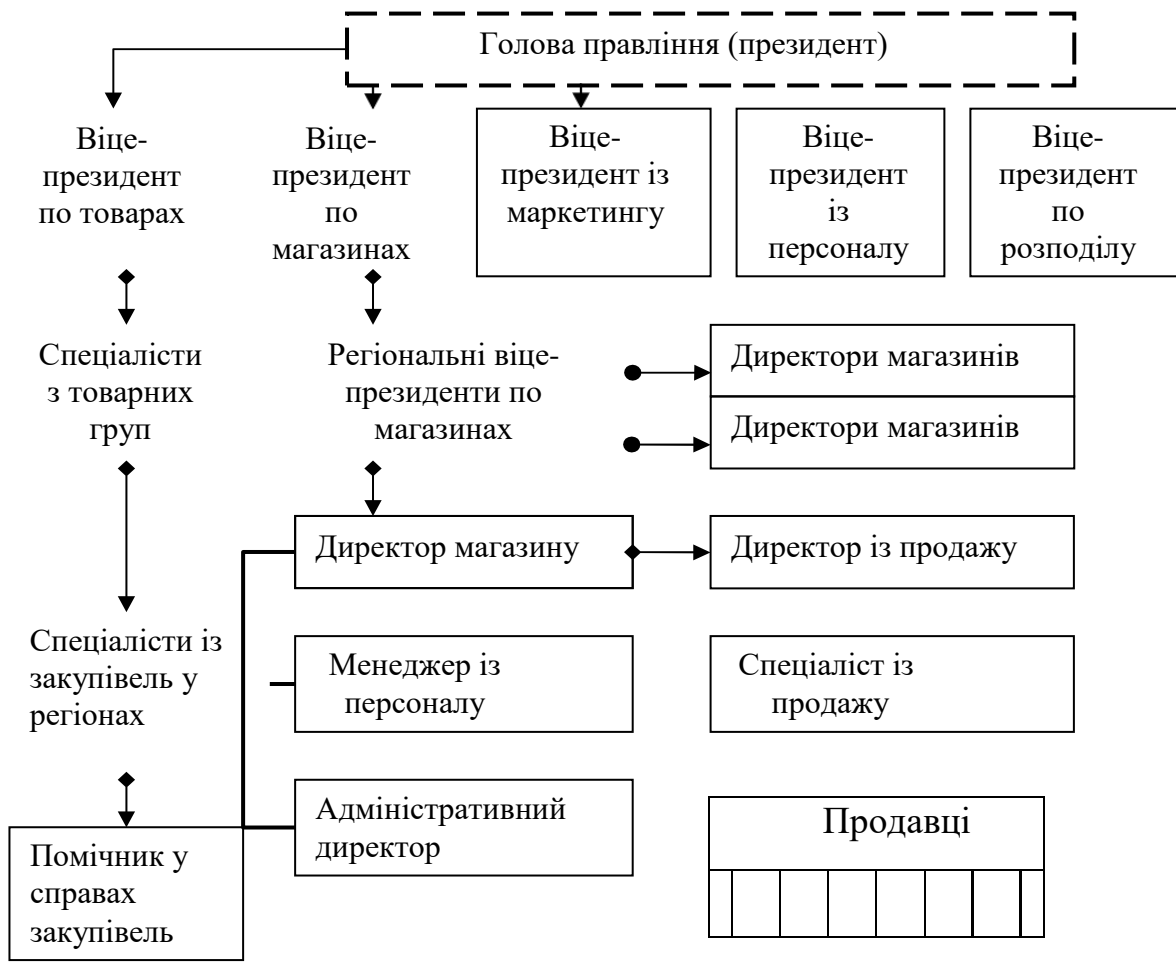 Голова правління (президент)
Віце-
президент
по товарах
Віце-
президент
по
магазинах
Віце-
президент із
маркетингу
Віце-
президент
із
персоналу
Віце-
президент
по
розподілу
Спеціалісти
з товарних
груп
Регіональні віце-
президенти по
магазинах
Директори магазинів
Директори магазинів
Директор магазину
Директор із продажу
Спеціалісти із
закупівель у
регіонах
Менеджер із
персоналу
Спеціаліст із
продажу
Адміністративний
директор
Продавці
Помічник у
справах
закупівель